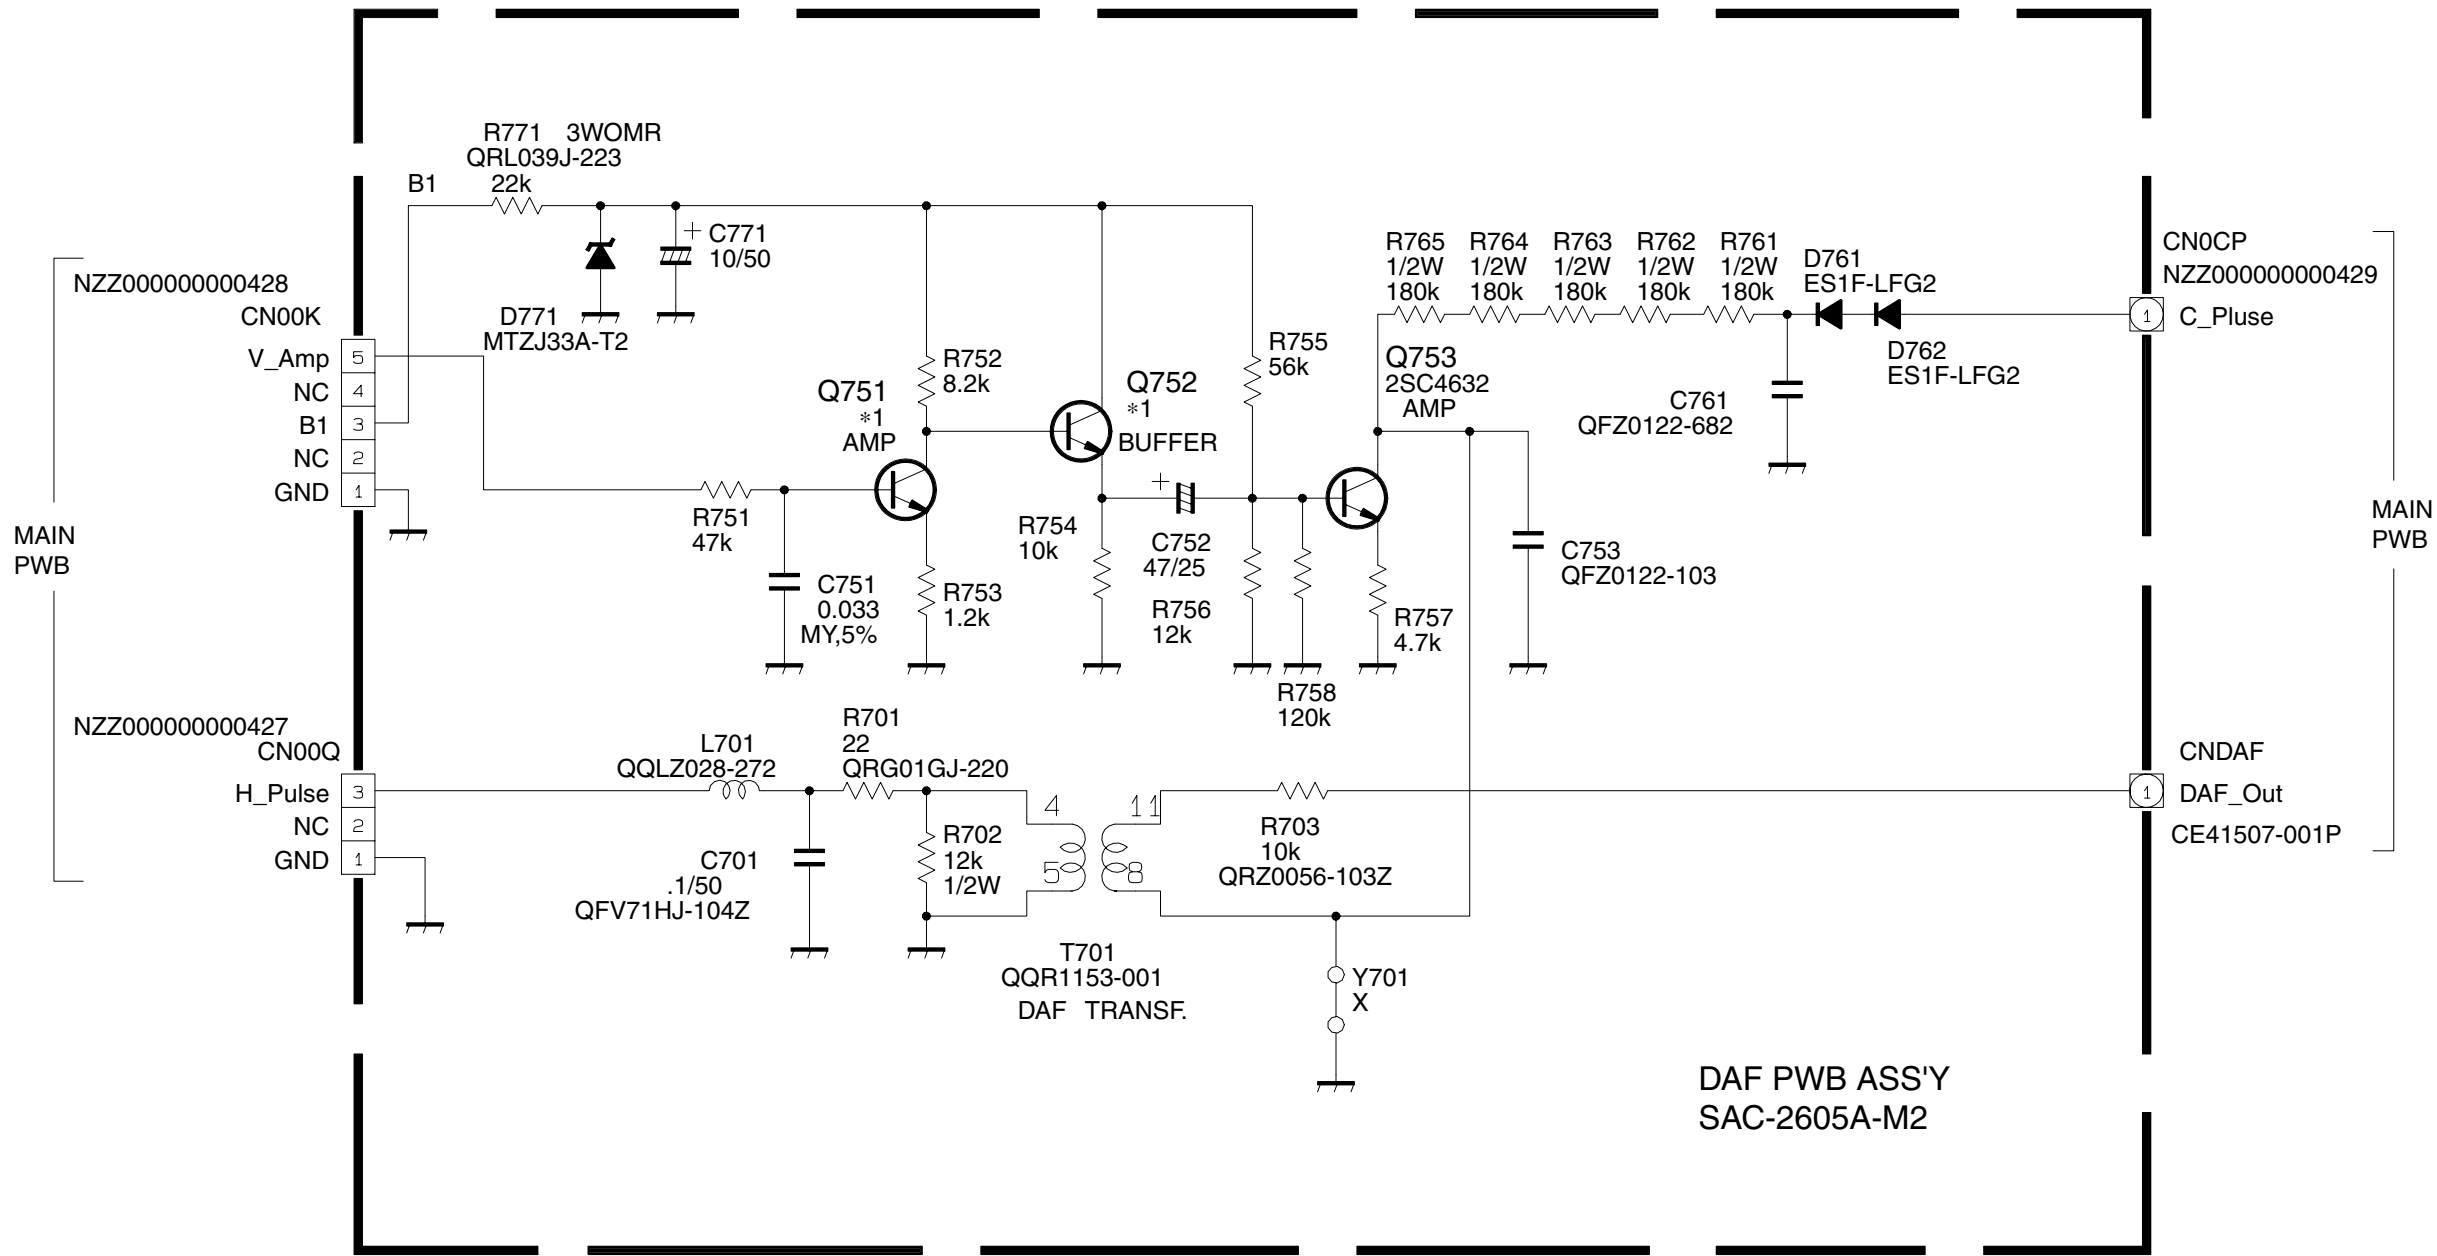 R771 3WOMR
QRL039J-223
22k
B1
C771
+
10/50
D771
MTZJ33A-T2
NZZ000000000428
CN00K
V_Amp 5
NC 4
B1 3
NC 2
GND 1
MAIN
PWB
R751
47k
C751
0.033
MY,5%
Q751
*1
AMP
R752
8.2k
R753
1.2k
Q752
*1
BUFFER
R754
10k
+
C752
47/25
R755
56k
R756
12k
R758
120k
Q753
2SC4632
AMP
R757
4.7k
C753
QFZ0122-103
R765
1/2W
180k
R764
1/2W
180k
R763
1/2W
180k
R762
1/2W
180k
R761
1/2W
180k
D761
ES1F-LFG2
D762
ES1F-LFG2
C761
QFZ0122-682
CN0CP
NZZ000000000429
1 C_Pluse
MAIN
PWB
NZZ000000000427
CN00Q
H_Pulse 3
NC 2
GND 1
L701
QQLZ028-272
C701
.1/50
QFV71HJ-104Z
R701
22
QRG01GJ-220
R702
12k
1/2W
4 11
5 8
T701
QQR1153-001
DAF TRANSF.
R703
10k
QRZ0056-103Z
Y701
X
CNDAF
1 DAF_Out
CE41507-001P
DAF PWB ASS'Y
SAC-2605A-M2